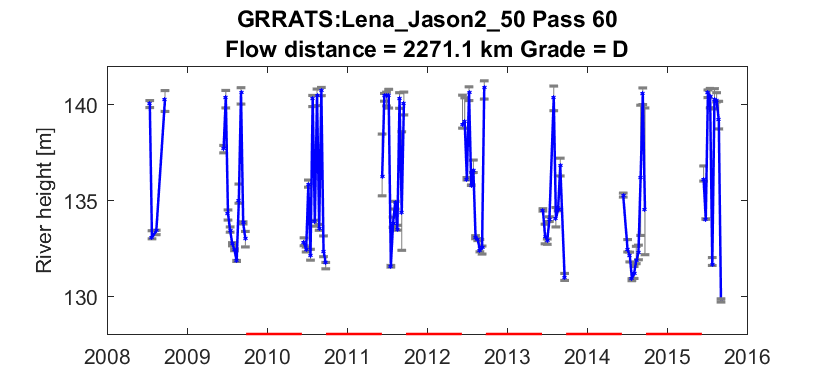 GRRATS:Lena_Jason2_50 Pass 60
Flow distance = 2271.1 km Grade = D
River height [m]
140
135
130
2008 2009 2010 2011 2012 2013 2014 2015 2016